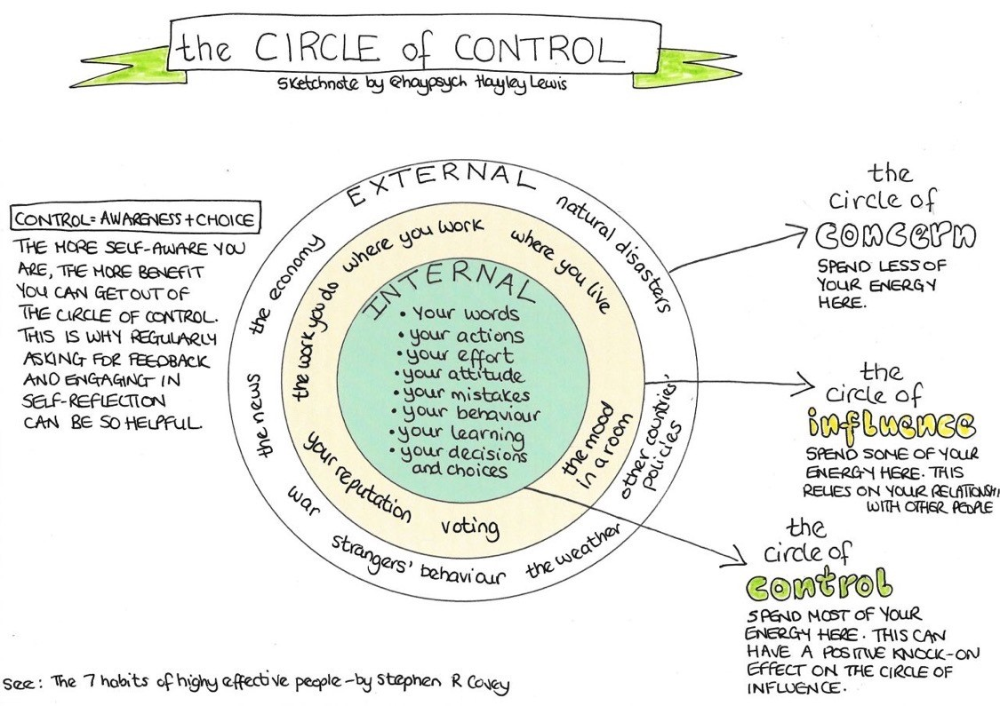 the CIRCLE of CONTROL
Sketchnote by @haypsych Hayley Lewis
CONTROL = AWARENESS + CHOICE
THE MORE SELF-AWARE YOU
ARE, THE MORE BENEFIT
YOU CAN GET OUT OF
THE CIRCLE OF CONTROL.
THIS IS WHY REGULARLY
ASKING FOR FEEDBACK
AND ENGAGING IN
SELF-REFLECTION
CAN BE SO HELPFUL.
EXTERNAL
natural disasters
other countries'
policies
the weather
strangers' behaviour
war
the news
the economy
where you work
where you live
the mood
in a room
voting
your reputation
the work you do
INTERNAL
• Your words
• your actions
• your effort
• your attitude
• your mistakes
• your behaviour
• your learning
• your decisions
and choices
the
circle of
concern
SPEND LESS OF
YOUR ENERGY
HERE.
the
circle of
influence
SPEND SOME OF YOUR
ENERGY HERE. THIS
RELIES ON YOUR RELATIONSHI
WITH OTHER PEOPLE
the
circle of
control
SPEND MOST OF YOUR
ENERGY HERE. THIS CAN
HAVE A POSITIVE KNOCK-ON
EFFECT ON THE CIRCLE OF
INFLUENCE.
See: The 7 habits of highy effective people - by Stephen R Covey